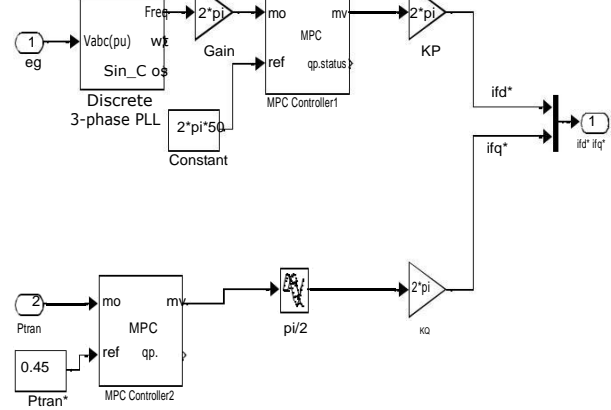 1
eg
Vabc(pu)
Freq
wt
Sin_C os
Discrete
3-phase PLL
2*pi
Gain
2*pi*50
Constant
mo
mv
MPC
ref
qp.status
MPC Controller1
2*pi
KP
ifd*
ifq*
1
ifd* ifq*
2
Ptran
0.45
Ptran*
mo
mv
MPC
ref
qp.
MPC Controller2
pi/2
2*pi
KQ